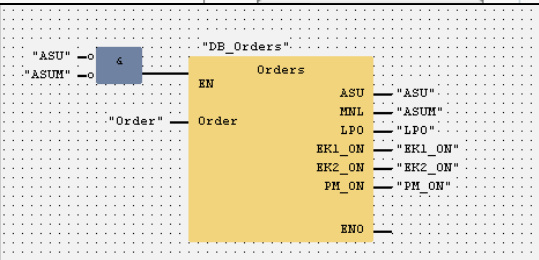 "DB_Orders"
"ASU" &
"ASUM" Orders
EN
ASU "ASU"
"Order" Order MNL "ASUM"
LPO "LPO"
EK1_ON "EK1_ON"
EK2_ON "EK2_ON"
PM_ON "PM_ON"
ENO